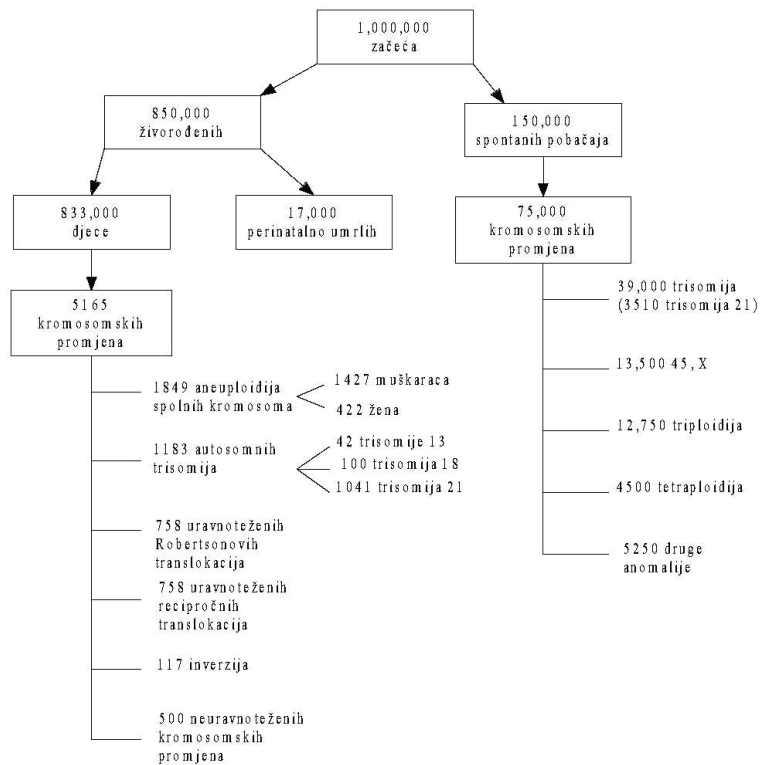 1,000,000
začeća
850,000
živorođenih
150,000
spontanih pobačaja
833,000
djece
17,000
perinatalno umrlih
75,000
kromosomskih
promjena
5165
kromosomskih
promjena
39,000 trisomija
(3510 trisomija 21)
13,500 45,X
12,750 triploidija
4500 tetraploidija
5250 druge
anomalije
1849 aneuploidija
spolnih kromosoma
1427 muškaraca
422 žena
1183 autosomnih
trisomija
42 trisomije 13
100 trisomija 18
1041 trisomija 21
758 uravnoteženih
Robertsonovih
translokacija
758 uravnoteženih
recipročnih
translokacija
117 inverzija
500 neuravnoteženih
kromosomskih
promjena